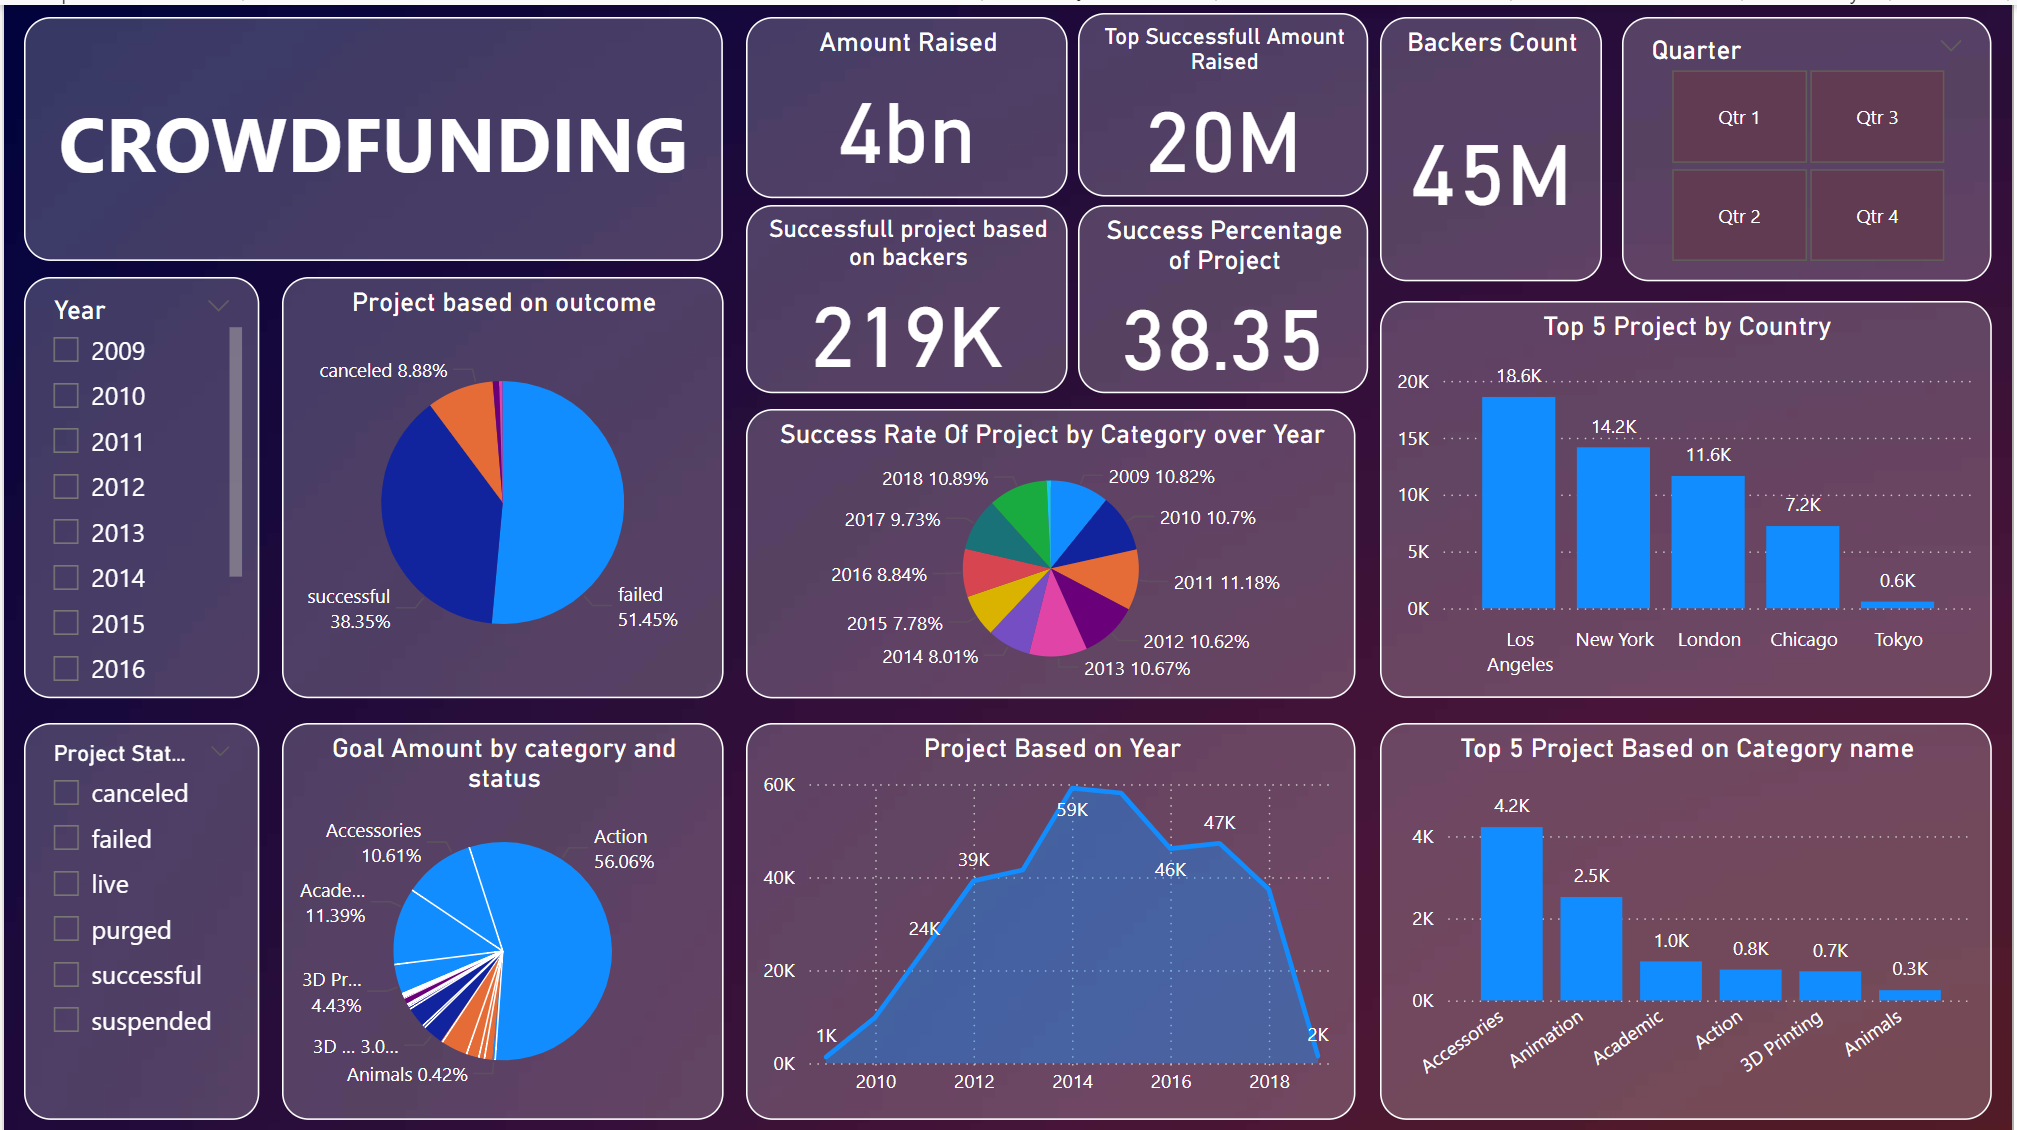 CROWDFUNDING
Amount Raised
4bn
Top Successfull Amount
Raised
20M
Backers Count
45M
Quarter
Qtr 1
Qtr 3
Qtr 2
Qtr 4
Successfull project based
on backers
219K
Success Percentage
of Project
38.35
Year
2009
2010
2011
2012
2013
2014
2015
2016
Project based on outcome
canceled 8.88%
successful
38.35%
failed
51.45%
Success Rate Of Project by Category over Year
2018 10.89%
2009 10.82%
2017 9.73%
2010 10.7%
2016 8.84%
2011 11.18%
2015 7.78%
2012 10.62%
2014 8.01%
2013 10.67%
Top 5 Project by Country
20K
15K
10K
5K
0K
18.6K
14.2K
11.6K
7.2K
0.6K
Los
Angeles
New York
London
Chicago
Tokyo
Project Stat...
canceled
failed
live
purged
successful
suspended
Goal Amount by category and
status
Accessories
10.61%
Action
56.06%
Acade...
11.39%
3D Pr...
4.43%
3D ... 3.0...
Animals 0.42%
Project Based on Year
60K
40K
20K
0K
1K
24K
39K
59K
46K
47K
2K
2010
2012
2014
2016
2018
Top 5 Project Based on Category name
4K
2K
0K
4.2K
2.5K
1.0K
0.8K
0.7K
0.3K
Accessories
Animation
Academic
Action
3D Printing
Animals